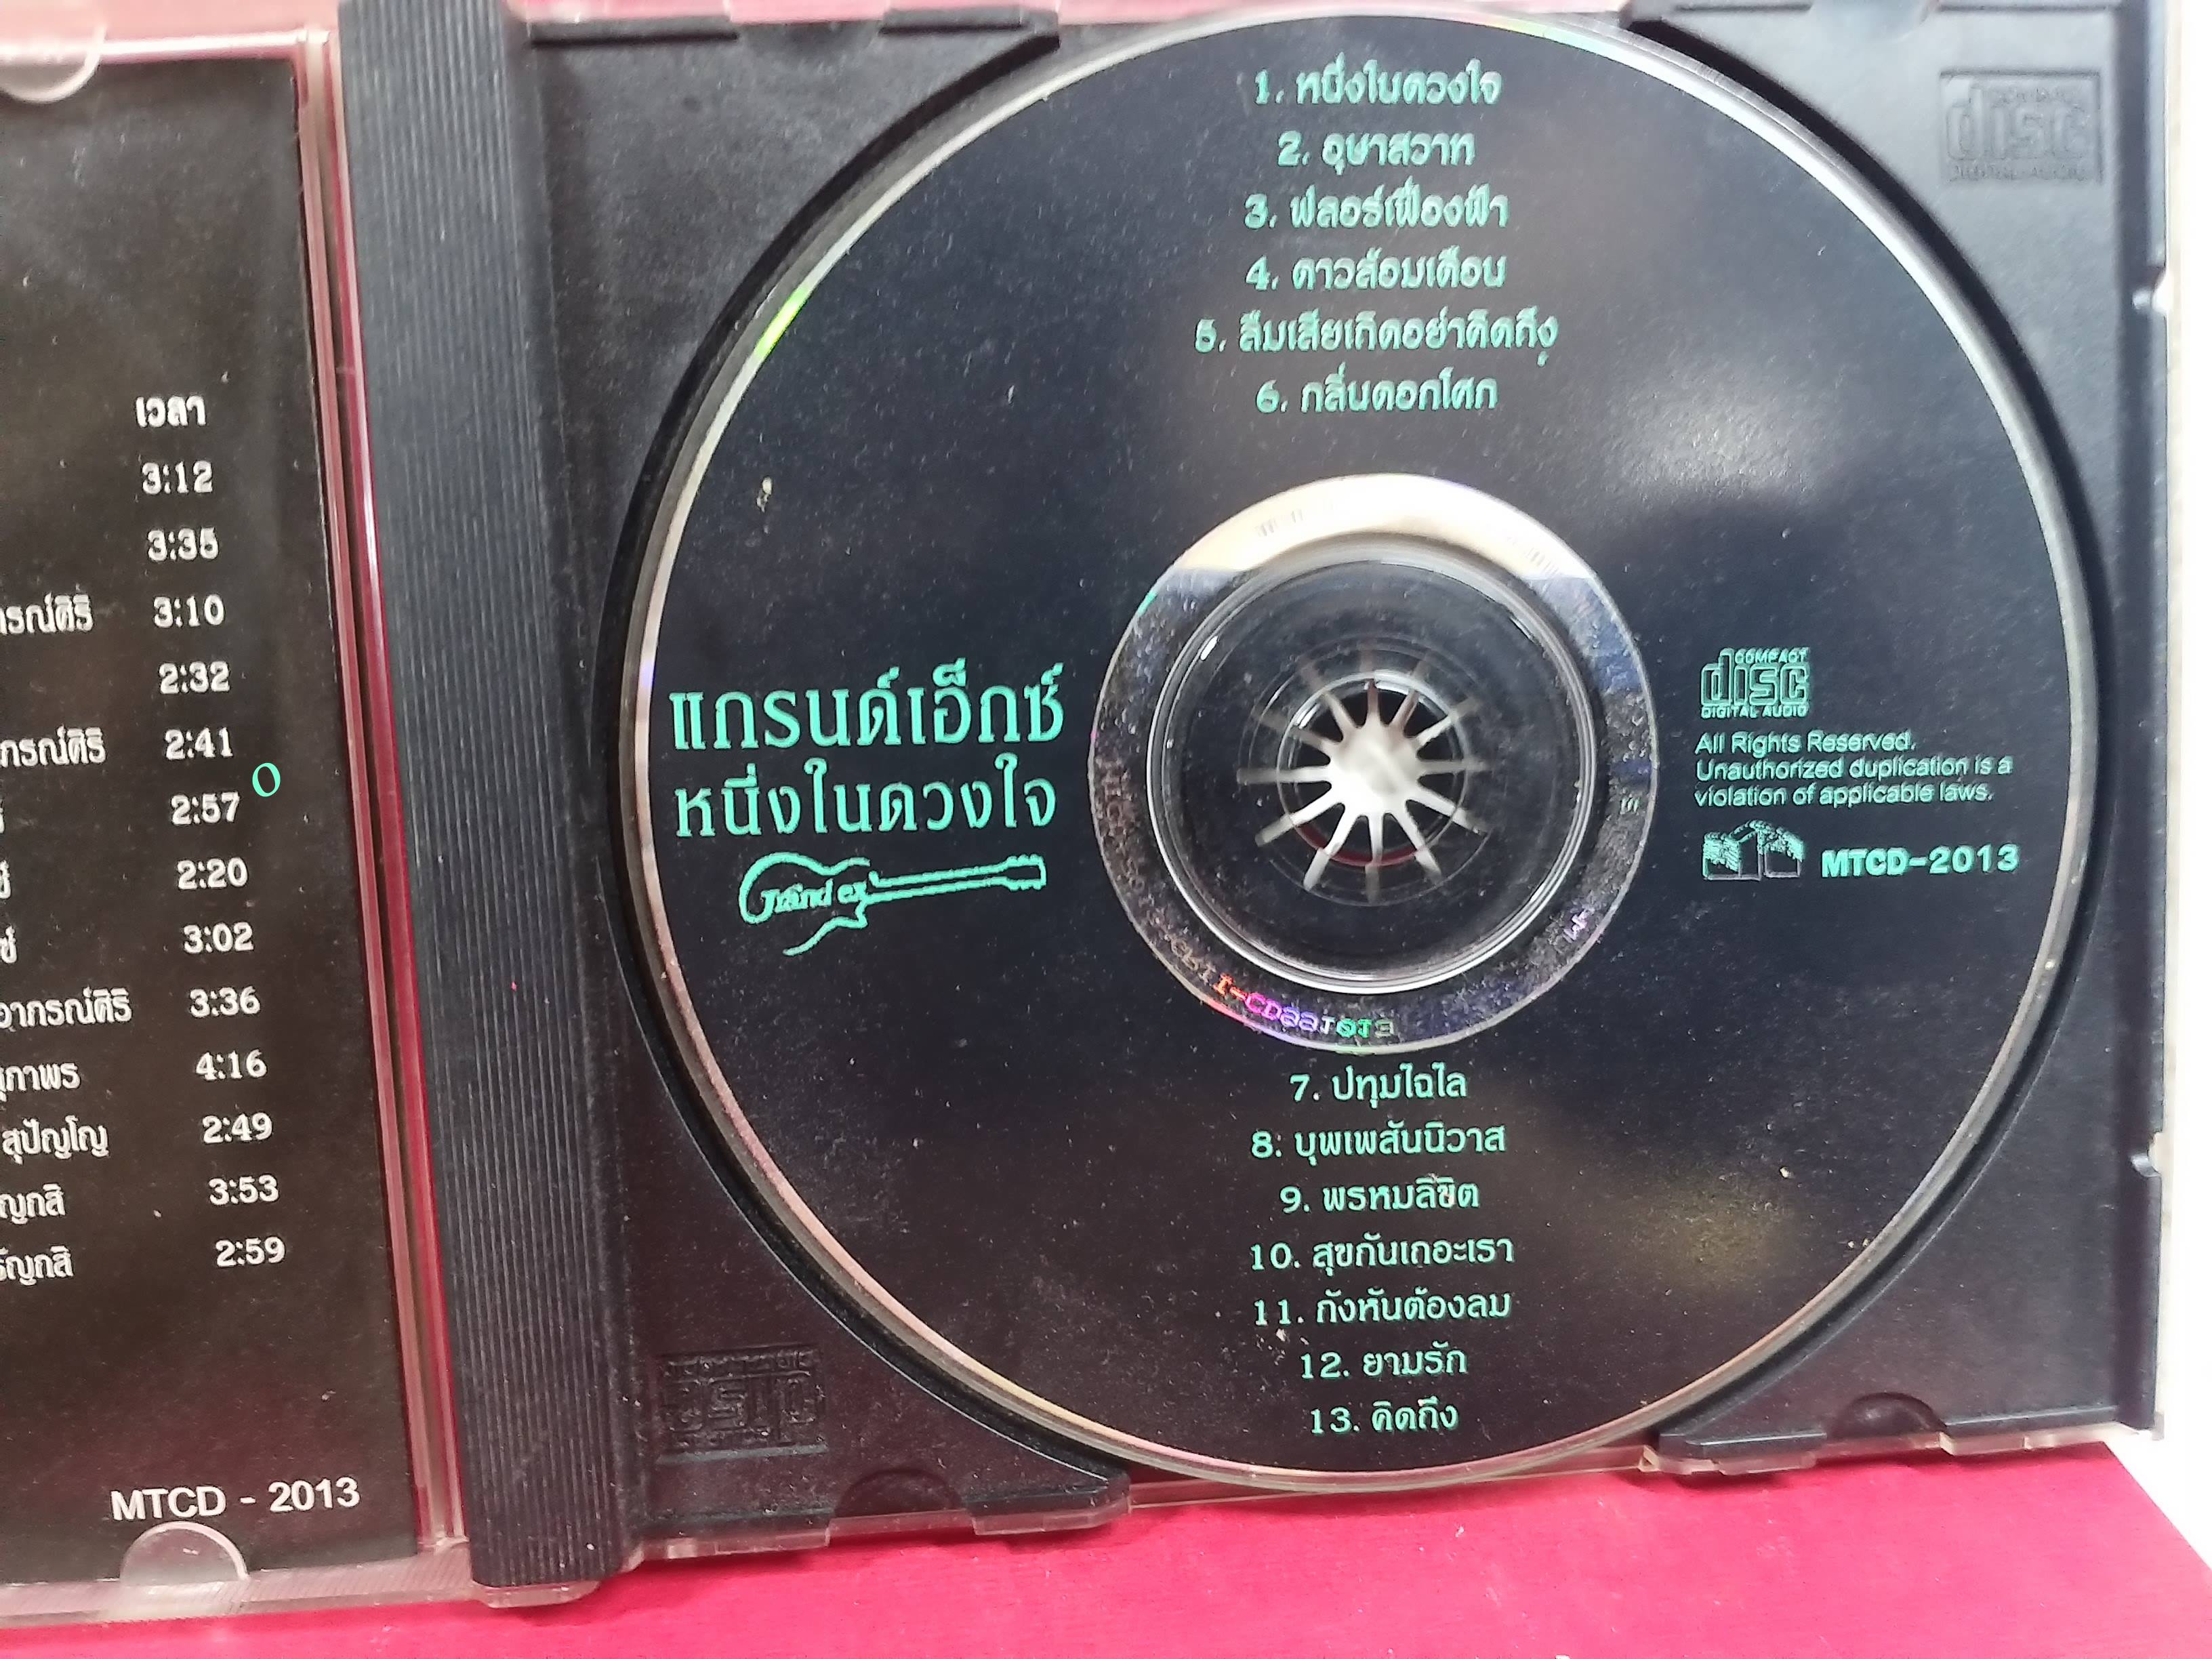 เวลา
3:12
3:35
3:10
2:32
2:41
2:57
2:20
3:02
3:36
4:16
สุปัญโญ 2:49
3:53
2:59
MTCD - 2013
1. หนึ่งในดวงใจ
2. อุษาสวาท
3. ฟลอร์เฟื่องฟ้า
4. ดาวล้อมเดือน
5. ลืมเสียเถิดอย่าคิดถึง
6. กลิ่นดอกโศก
แกรนด์เอ็กซ์
หนึ่งในดวงใจ
Grand ex
COMPACT
disc
DIGITAL AUDIO
All Rights Reserved.
Unauthorized duplication is a
violation of applicable laws.
MTCD-2013
7. ปทุมไฉไล
8. บุพเพสันนิวาส
9. พรหมลิขิต
10. สุขกันเถอะเรา
11. กังหันต้องลม
12. ยามรัก
13. คิดถึง